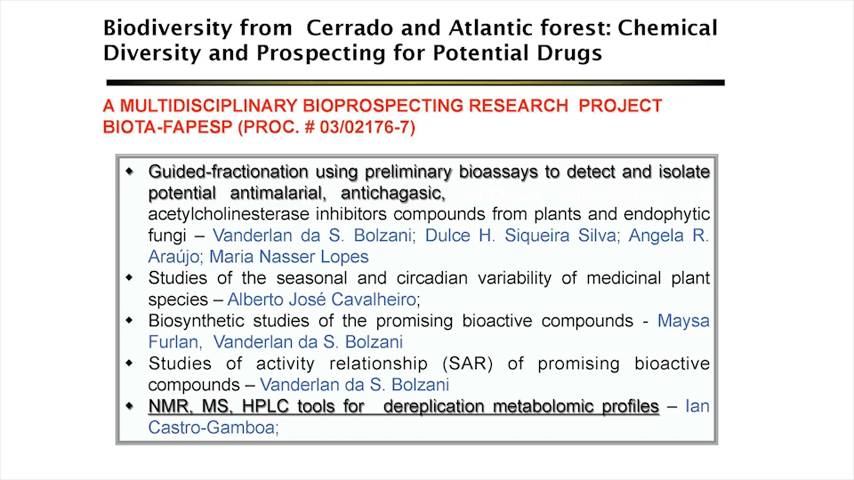 Biodiversity from Cerrado and Atlantic forest: Chemical
Diversity and Prospecting for Potential Drugs
A MULTIDISCIPLINARY BIOPROSPECTING RESEARCH PROJECT
BIOTA-FAPESP (PROC. # 03/02176-7)
Guided-fractionation using preliminary bioassays to detect and isolate
potential antimalarial, antichagasic,
acetylcholinesterase inhibitors compounds from plants and endophytic
fungi – Vanderlan da S. Bolzani; Dulce H. Siqueira Silva; Angela R.
Araújo; Maria Nasser Lopes
Studies of the seasonal and circadian variability of medicinal plant
species – Alberto José Cavalheiro;
Biosynthetic studies of the promising bioactive compounds - Maysa
Furlan, Vanderlan da S. Bolzani
Studies of activity relationship (SAR) of promising bioactive
compounds – Vanderlan da S. Bolzani
NMR, MS, HPLC tools for dereplication metabolomic profiles – Ian
Castro-Gamboa;